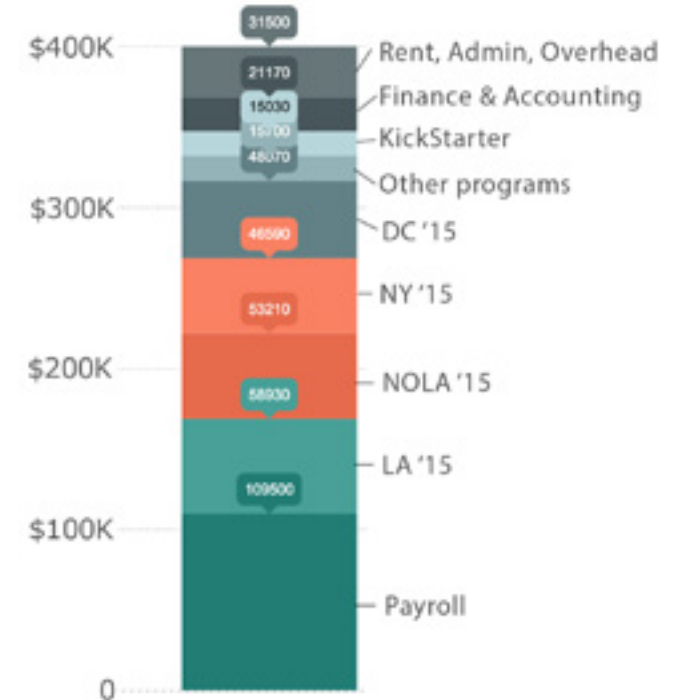 31500
$400K
Rent, Admin, Overhead
21170
Finance & Accounting
15030
15700
KickStarter
48070
Other programs
$300K
DC '15
46590
NY '15
53210
$200K
NOLA '15
58930
LA '15
109500
$100K
Payroll
0